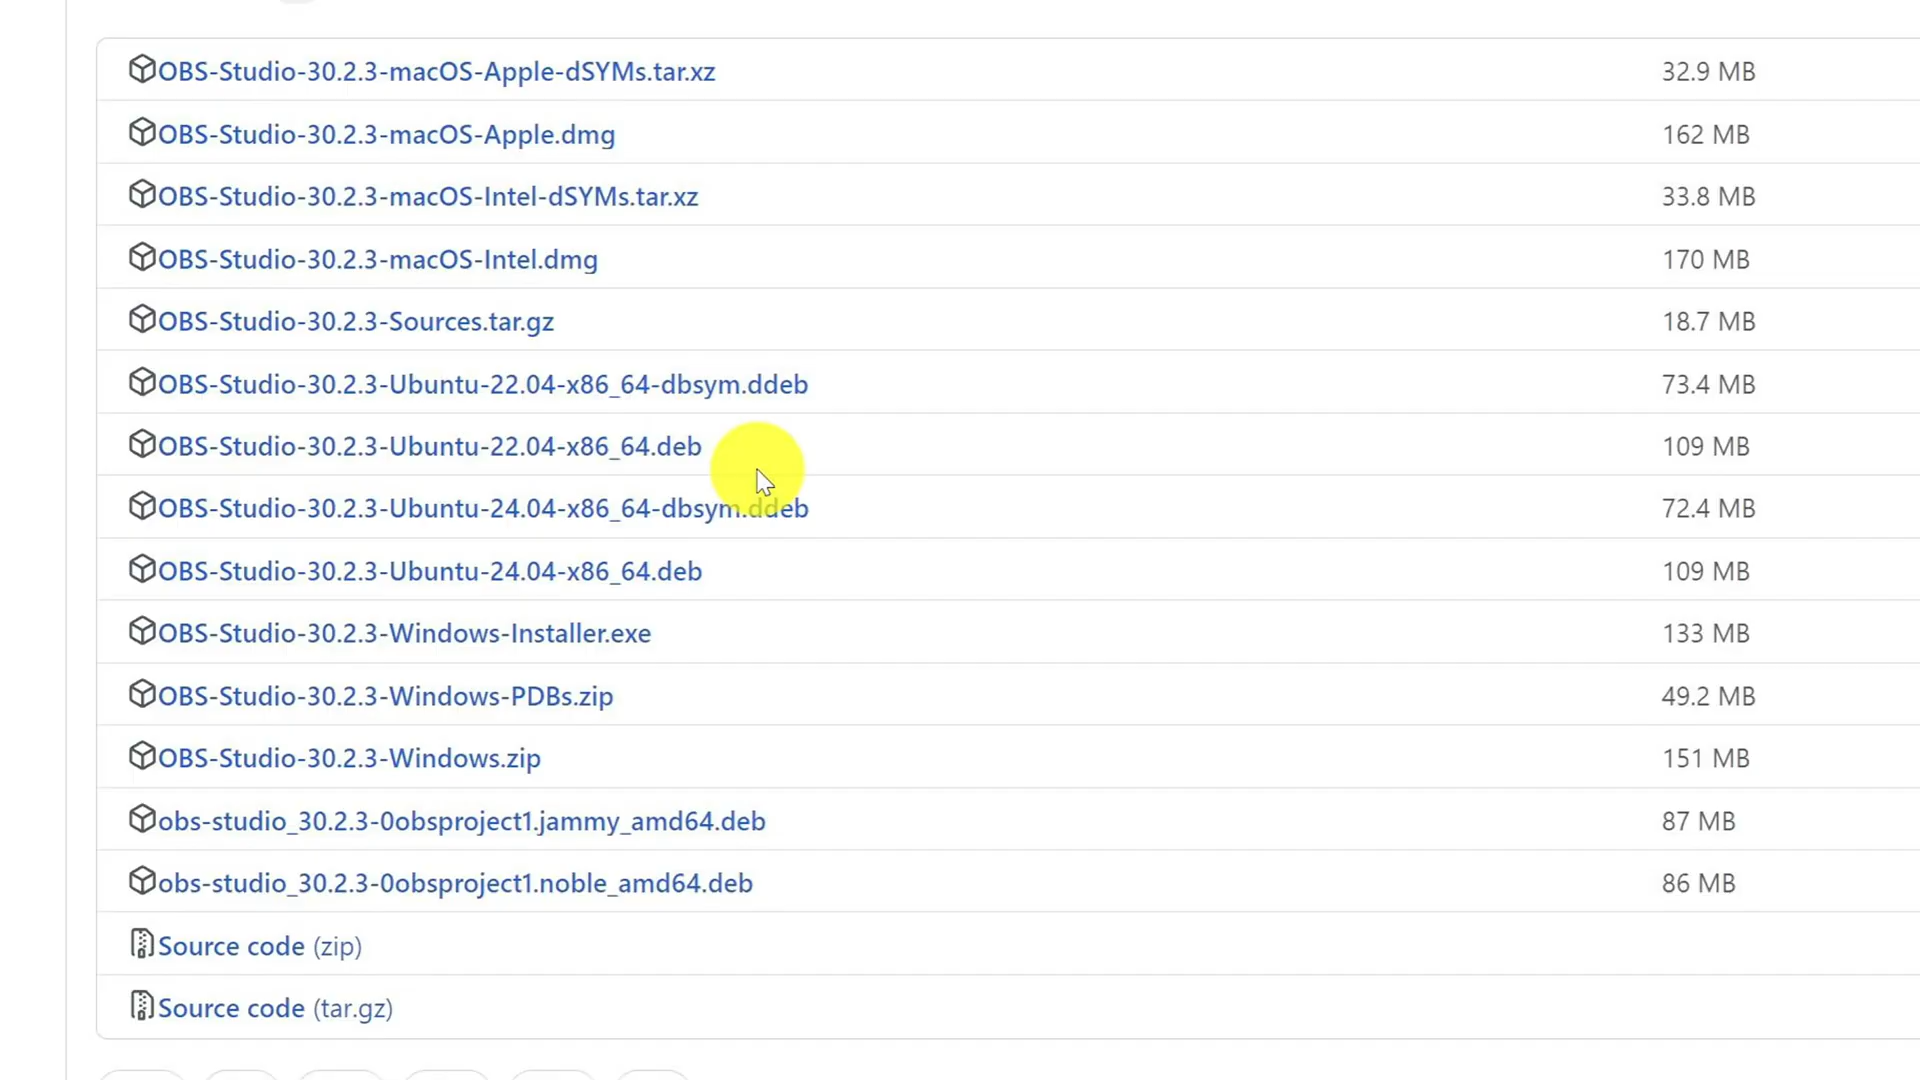 OBS-Studio-30.2.3-macOS-Apple-dSYMs.tar.xz 32.9 MB
OBS-Studio-30.2.3-macOS-Apple.dmg 162 MB
OBS-Studio-30.2.3-macOS-Intel-dSYMs.tar.xz 33.8 MB
OBS-Studio-30.2.3-macOS-Intel.dmg 170 MB
OBS-Studio-30.2.3-Sources.tar.gz 18.7 MB
OBS-Studio-30.2.3-Ubuntu-22.04-x86_64-dbsym.ddeb 73.4 MB
OBS-Studio-30.2.3-Ubuntu-22.04-x86_64.deb 109 MB
OBS-Studio-30.2.3-Ubuntu-24.04-x86_64-dbsym.ddeb 72.4 MB
OBS-Studio-30.2.3-Ubuntu-24.04-x86_64.deb 109 MB
OBS-Studio-30.2.3-Windows-Installer.exe 133 MB
OBS-Studio-30.2.3-Windows-PDBs.zip 49.2 MB
OBS-Studio-30.2.3-Windows.zip 151 MB
obs-studio_30.2.3-0obsproject1.jammy_amd64.deb 87 MB
obs-studio_30.2.3-0obsproject1.noble_amd64.deb 86 MB
Source code (zip)
Source code (tar.gz)